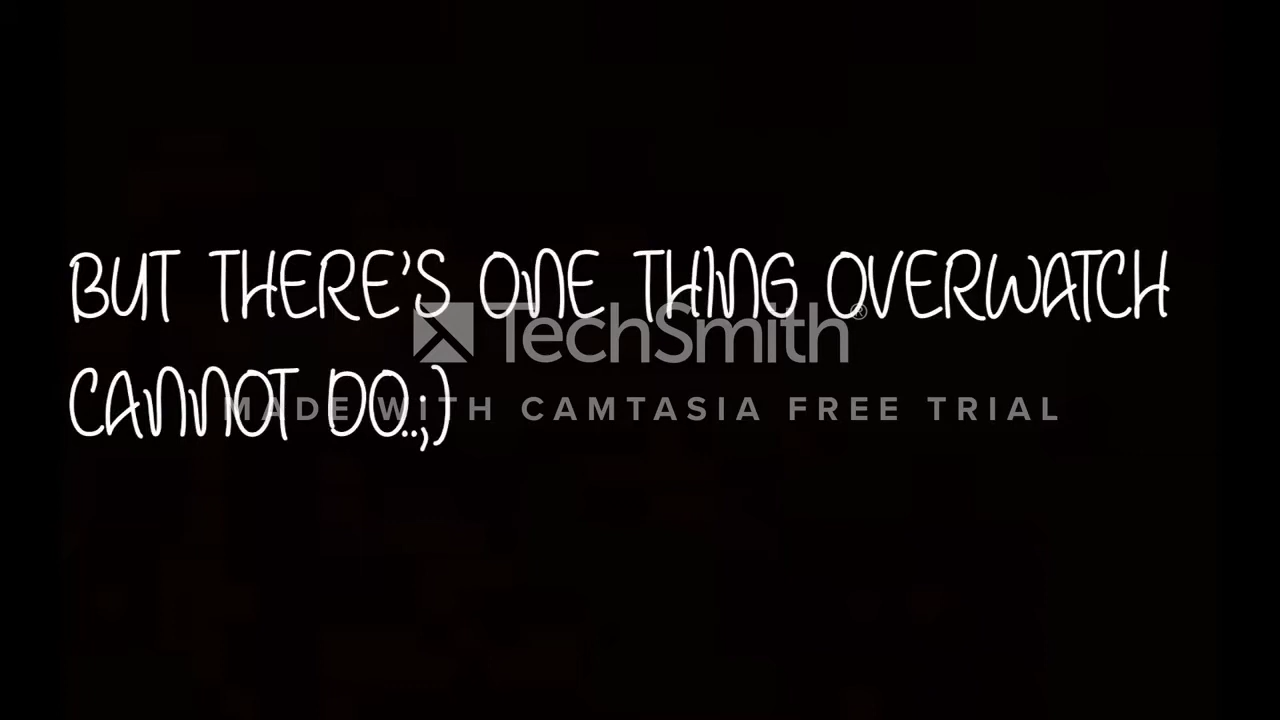 BUT THERE'S ONE THING OVERWATCH
TechSmith®
CANNOT DO..;)
MADE WITH CAMTASIA FREE TRIAL